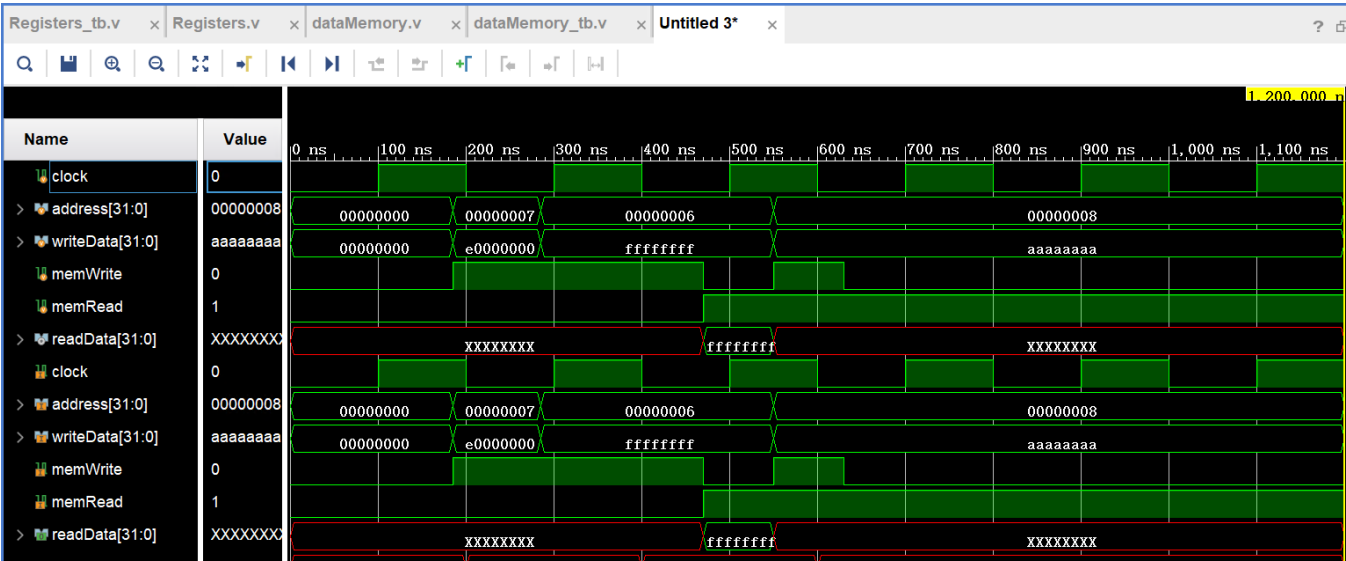 Registers_tb.v × Registers.v × dataMemory.v × dataMemory_tb.v × Untitled 3* × ?
1,200.000 n
Name Value 0 ns 100 ns 200 ns 300 ns 400 ns 500 ns 600 ns 700 ns 800 ns 900 ns 1,000 ns 1,100 ns
clock 0
> address[31:0] 00000008 00000000 00000007 00000006 00000008
> writeData[31:0] aaaaaaaa 00000000 e0000000 ffffffff aaaaaaaa
memWrite 0
memRead 1
> readData[31:0] XXXXXXXX XXXXXXXX ffffffff XXXXXXXX
clock 0
> address[31:0] 00000008 00000000 00000007 00000006 00000008
> writeData[31:0] aaaaaaaa 00000000 e0000000 ffffffff aaaaaaaa
memWrite 0
memRead 1
> readData[31:0] XXXXXXXX XXXXXXXX ffffffff XXXXXXXX